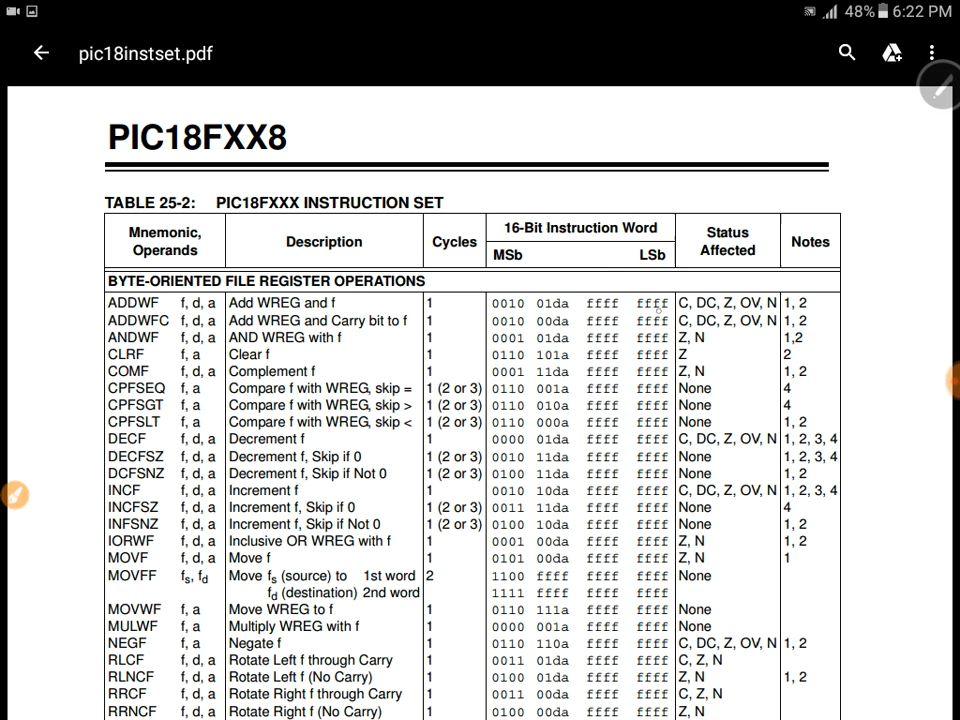 48% 6:22 PM
pic18instset.pdf
PIC18FXX8
TABLE 25-2: PIC18FXXX INSTRUCTION SET
Mnemonic, Operands Description Cycles 16-Bit Instruction Word MSb LSb Status Affected Notes
BYTE-ORIENTED FILE REGISTER OPERATIONS
ADDWF f, d, a Add WREG and f 1 0010 01da ffff ffff C, DC, Z, OV, N 1, 2
ADDWFC f, d, a Add WREG and Carry bit to f 1 0010 00da ffff ffff C, DC, Z, OV, N 1, 2
ANDWF f, d, a AND WREG with f 1 0001 01da ffff ffff Z, N 1,2
CLRF f, a Clear f 1 0110 101a ffff ffff Z 2
COMF f, d, a Complement f 1 0001 11da ffff ffff Z, N 1, 2
CPFSEQ f, a Compare f with WREG, skip = 1 (2 or 3) 0110 001a ffff ffff None 4
CPFSGT f, a Compare f with WREG, skip > 1 (2 or 3) 0110 010a ffff ffff None 4
CPFSLT f, a Compare f with WREG, skip < 1 (2 or 3) 0110 000a ffff ffff None 1, 2
DECF f, d, a Decrement f 1 0000 01da ffff ffff C, DC, Z, OV, N 1, 2, 3, 4
DECFSZ f, d, a Decrement f, Skip if 0 1 (2 or 3) 0010 11da ffff ffff None 1, 2, 3, 4
DCFSNZ f, d, a Decrement f, Skip if Not 0 1 (2 or 3) 0100 11da ffff ffff None 1, 2
INCF f, d, a Increment f 1 0010 10da ffff ffff C, DC, Z, OV, N 1, 2, 3, 4
INCFSZ f, d, a Increment f, Skip if 0 1 (2 or 3) 0011 11da ffff ffff None 4
INFSNZ f, d, a Increment f, Skip if Not 0 1 (2 or 3) 0100 10da ffff ffff None 1, 2
IORWF f, d, a Inclusive OR WREG with f 1 0001 00da ffff ffff Z, N 1, 2
MOVF f, d, a Move f 1 0101 00da ffff ffff Z, N 1
MOVFF fs, fd Move fs (source) to 1st word 2 1100 ffff ffff ffff None
fd (destination) 2nd word 1111 ffff ffff ffff
MOVWF f, a Move WREG to f 1 0110 111a ffff ffff None
MULWF f, a Multiply WREG with f 1 0000 001a ffff ffff None
NEGF f, a Negate f 1 0110 110a ffff ffff C, DC, Z, OV, N 1, 2
RLCF f, d, a Rotate Left f through Carry 1 0011 01da ffff ffff C, Z, N
RLNCF f, d, a Rotate Left f (No Carry) 1 0100 01da ffff ffff Z, N 1, 2
RRCF f, d, a Rotate Right f through Carry 1 0011 00da ffff ffff C, Z, N
RRNCF f, d, a Rotate Right f (No Carry) 1 0100 00da ffff ffff Z, N